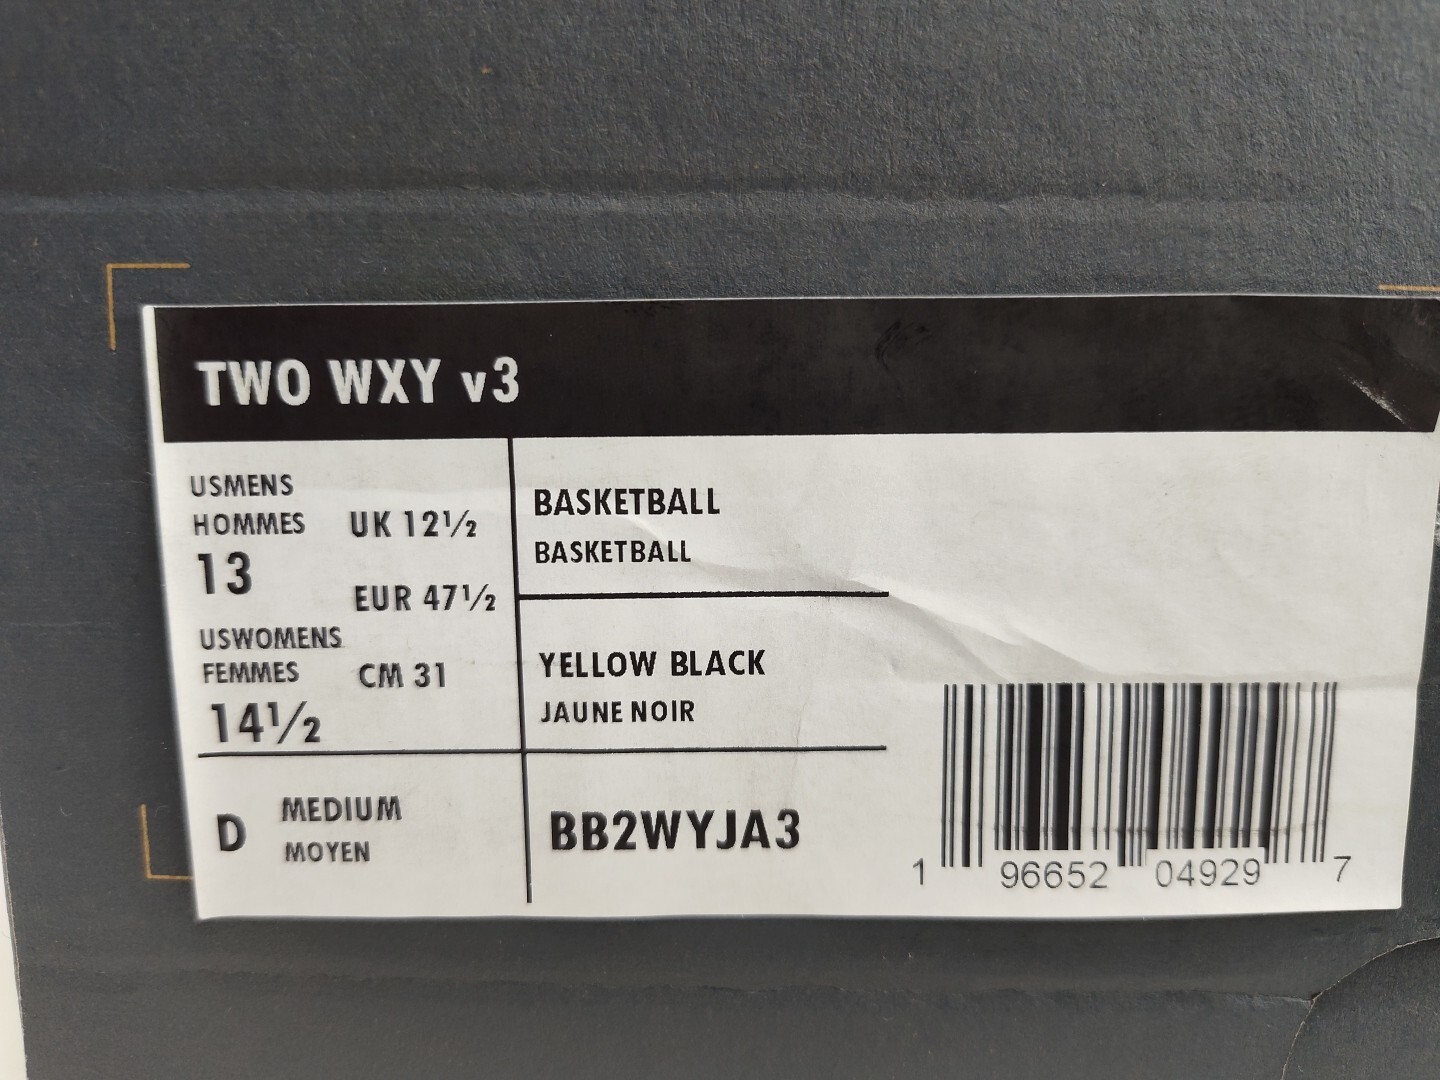 TWO WXY v3
USMENS
HOMMES
13
UK 12½
EUR 47½
USWOMENS
FEMMES
14½
CM 31
BASKETBALL
BASKETBALL
YELLOW BLACK
JAUNE NOIR
D
MEDIUM
MOYEN
BB2WYJA3
1 96652 04929 7